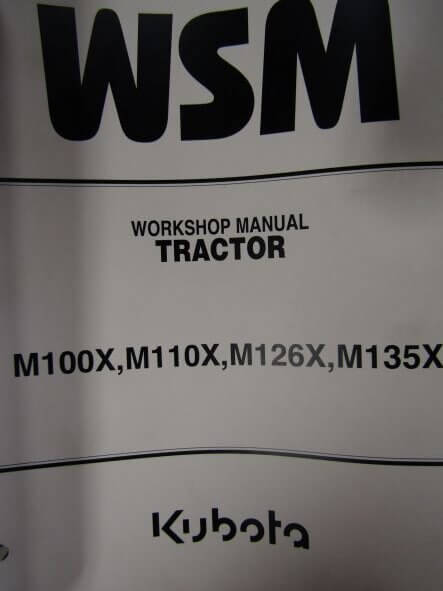 WSM
WORKSHOP MANUAL
TRACTOR
M100X,M110X,M126X,M135X
Kubota